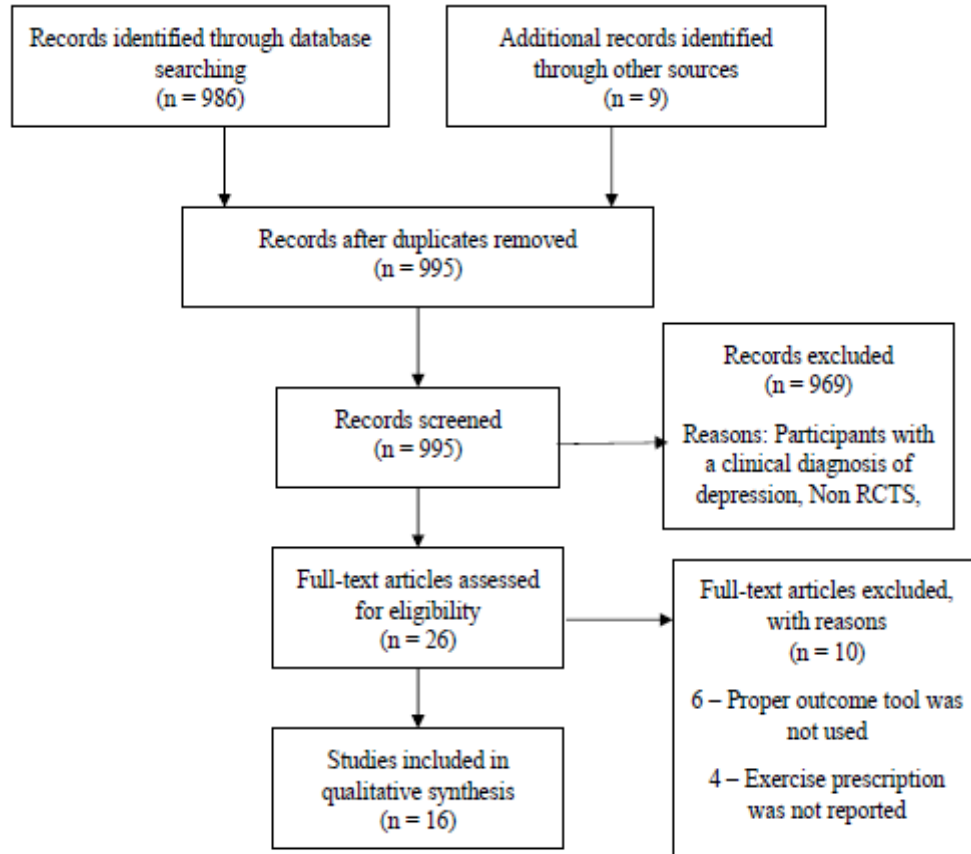 Records identified through database
searching
(n = 986)
Additional records identified
through other sources
(n = 9)
Records after duplicates removed
(n = 995)
Records screened
(n = 995)
Records excluded
(n = 969)
Reasons: Participants with
a clinical diagnosis of
depression, Non RCTS,
Full-text articles assessed
for eligibility
(n = 26)
Full-text articles excluded,
with reasons
(n = 10)
6 – Proper outcome tool was
not used
4 – Exercise prescription
was not reported
Studies included in
qualitative synthesis
(n = 16)